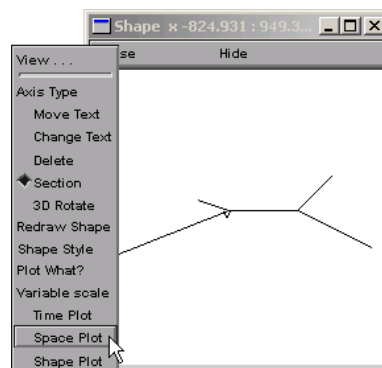 Shape x -824.931 : 949.3...
se Hide
View . . .
Axis Type
Move Text
Change Text
Delete
Section
3D Rotate
Redraw Shape
Shape Style
Plot What?
Variable scale
Time Plot
Space Plot
Shape Plot